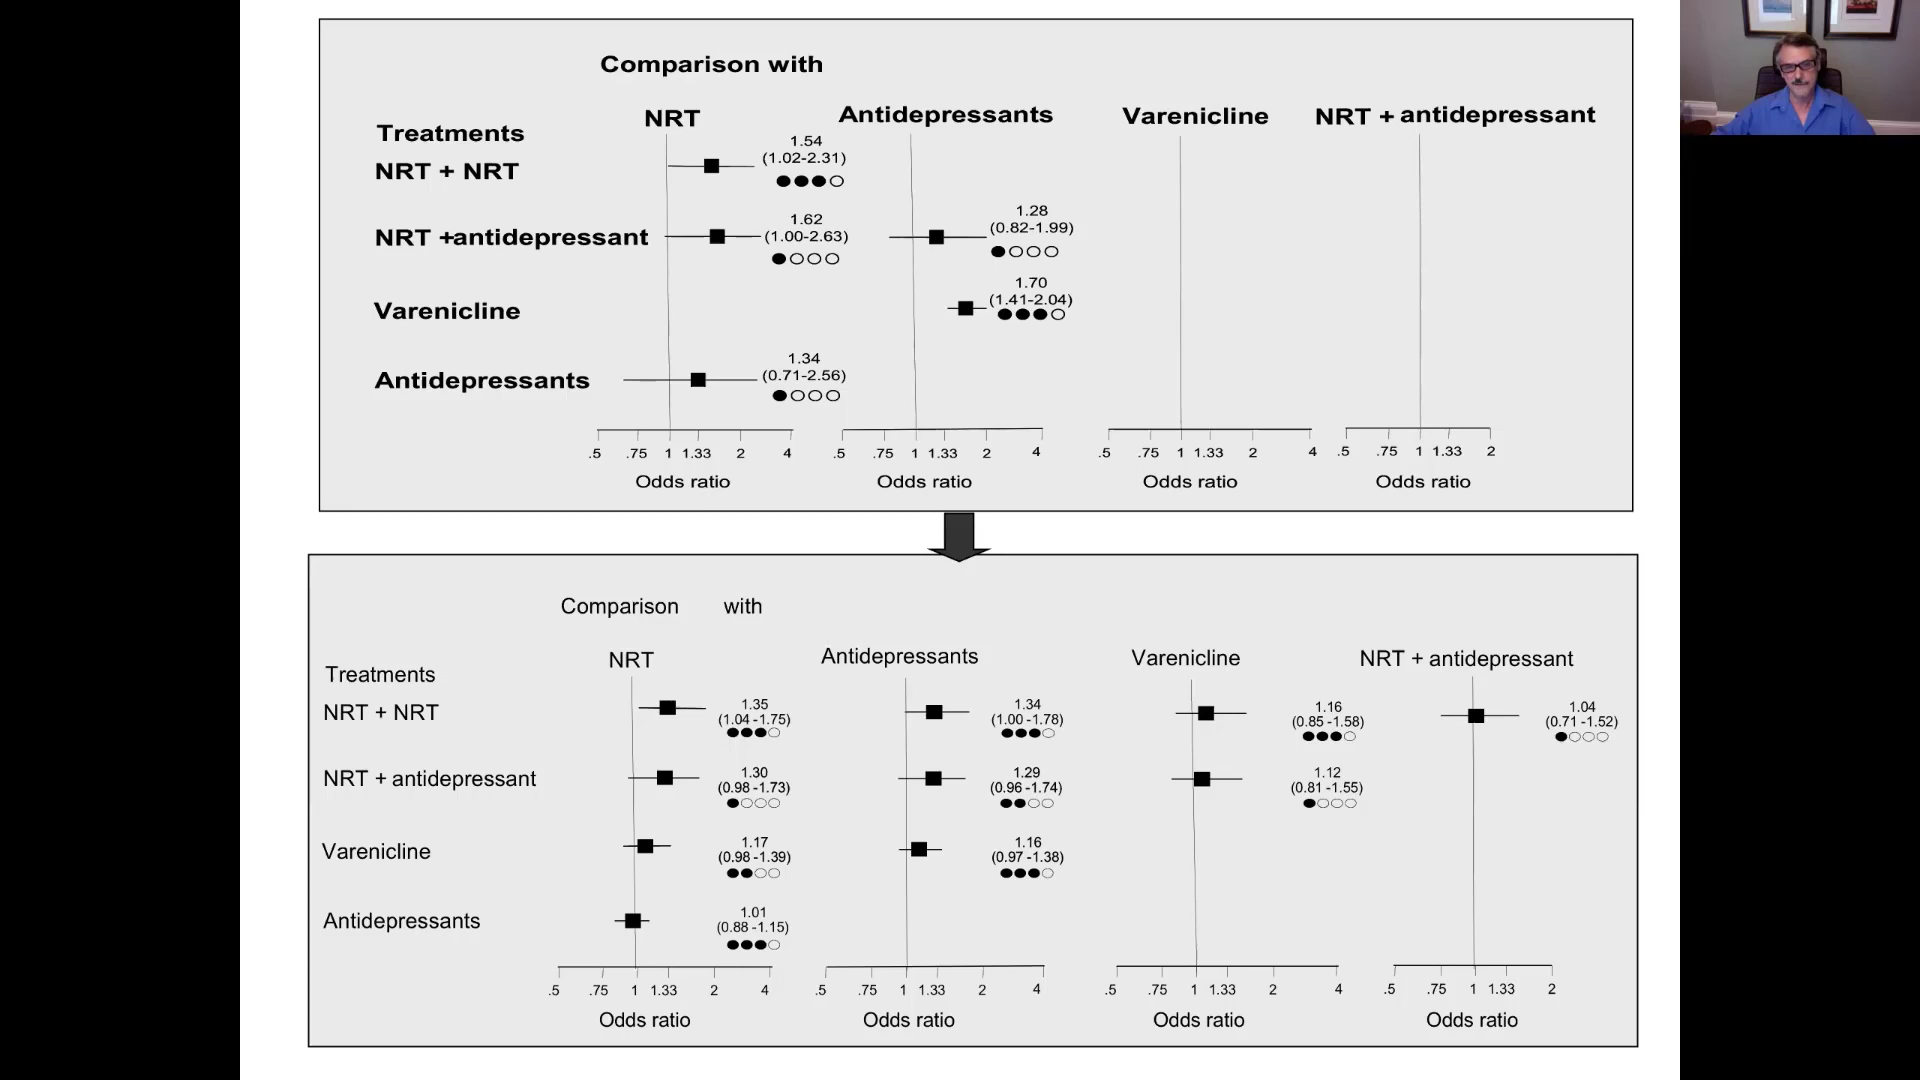 Comparison with
NRT
Antidepressants
Varenicline
NRT + antidepressant
Treatments
NRT + NRT
1.54
(1.02-2.31)
NRT +antidepressant
1.62
(1.00-2.63)
1.28
(0.82-1.99)
Varenicline
1.70
(1.41-2.04)
Antidepressants
1.34
(0.71-2.56)
.5 .75 1 1.33 2 4
.5 .75 1 1.33 2 4
.5 .75 1 1.33 2 4
.5 .75 1 1.33 2
Odds ratio
Odds ratio
Odds ratio
Odds ratio
Comparison with
NRT
Antidepressants
Varenicline
NRT + antidepressant
Treatments
NRT + NRT
1.35
(1.04 -1.75)
1.34
(1.00 -1.78)
1.16
(0.85 -1.58)
1.04
(0.71 -1.52)
NRT + antidepressant
1.30
(0.98 -1.73)
1.29
(0.96 -1.74)
1.12
(0.81 -1.55)
Varenicline
1.17
(0.98 -1.39)
1.16
(0.97 -1.38)
Antidepressants
1.01
(0.88 -1.15)
.5 .75 1 1.33 2 4
.5 .75 1 1.33 2 4
.5 .75 1 1.33 2 4
.5 .75 1 1.33 2
Odds ratio
Odds ratio
Odds ratio
Odds ratio